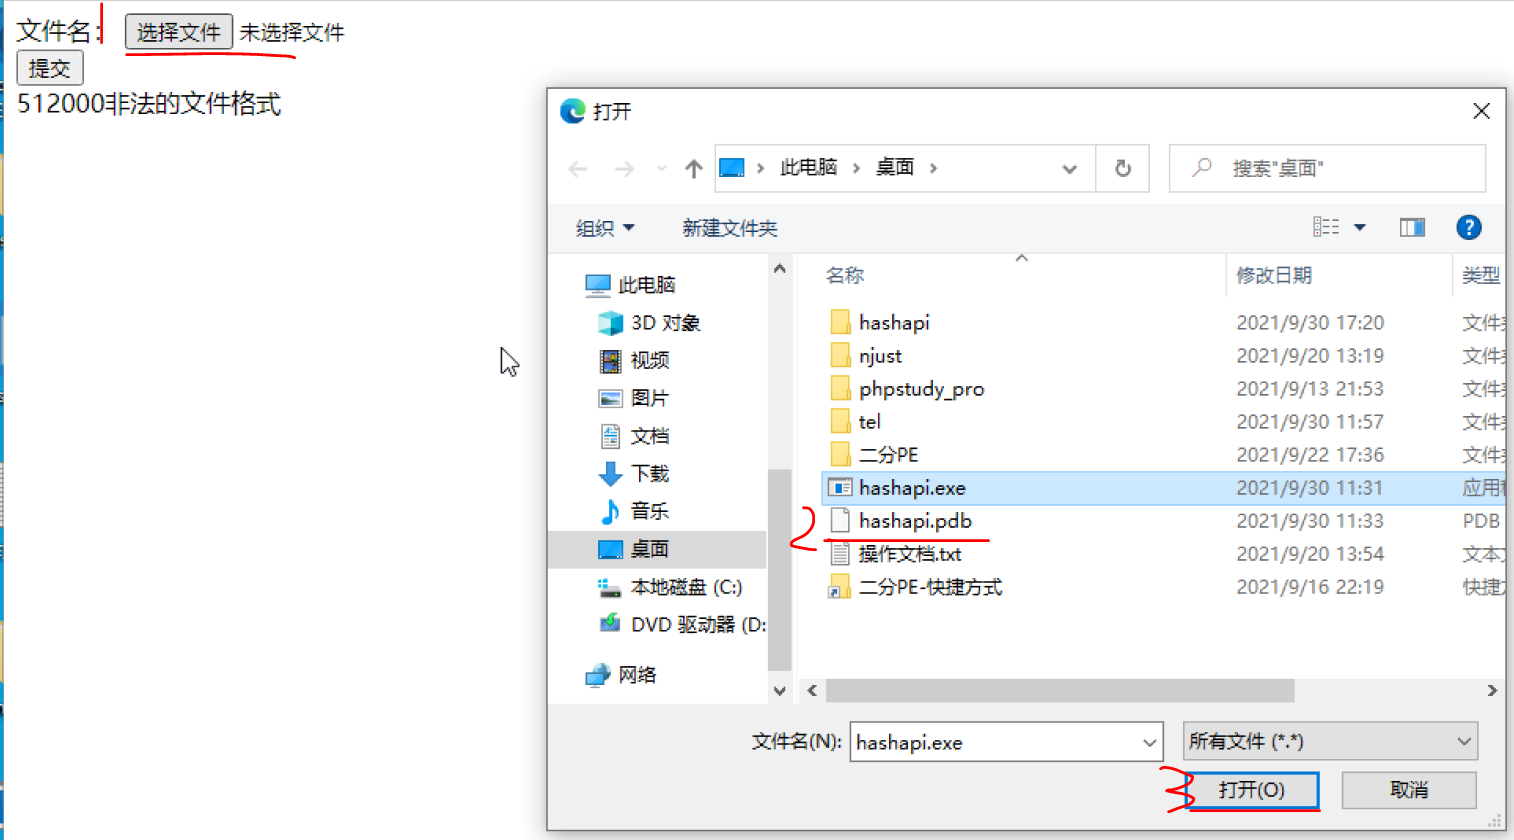 文件名: 选择文件 未选择文件
提交
512000非法的文件格式
打开
此电脑 > 桌面 >
搜索"桌面"
组织 新建文件夹
此电脑
3D 对象
视频
图片
文档
下载
音乐
桌面
本地磁盘 (C:)
DVD 驱动器 (D:
网络
名称 修改日期 类型
hashapi 2021/9/30 17:20 文件
njust 2021/9/20 13:19 文件
phpstudy_pro 2021/9/13 21:53 文件
tel 2021/9/30 11:57 文件
二分PE 2021/9/22 17:36 文件
hashapi.exe 2021/9/30 11:31 应用
hashapi.pdb 2021/9/30 11:33 PDB
操作文档.txt 2021/9/20 13:54 文本
二分PE-快捷方式 2021/9/16 22:19 快捷
2
文件名(N): hashapi.exe 所有文件 (*.*)
3 打开(O) 取消